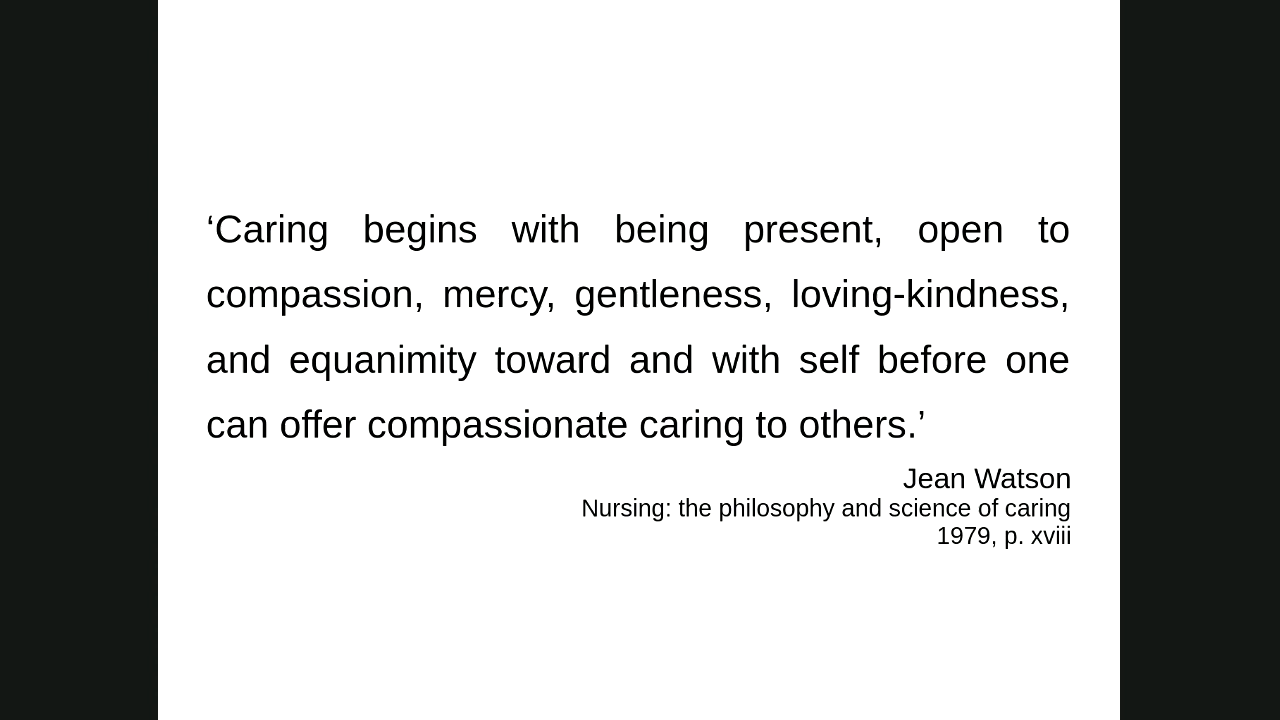 ‘Caring begins with being present, open to
compassion, mercy, gentleness, loving-kindness,
and equanimity toward and with self before one
can offer compassionate caring to others.’
Jean Watson
Nursing: the philosophy and science of caring
1979, p. xviii